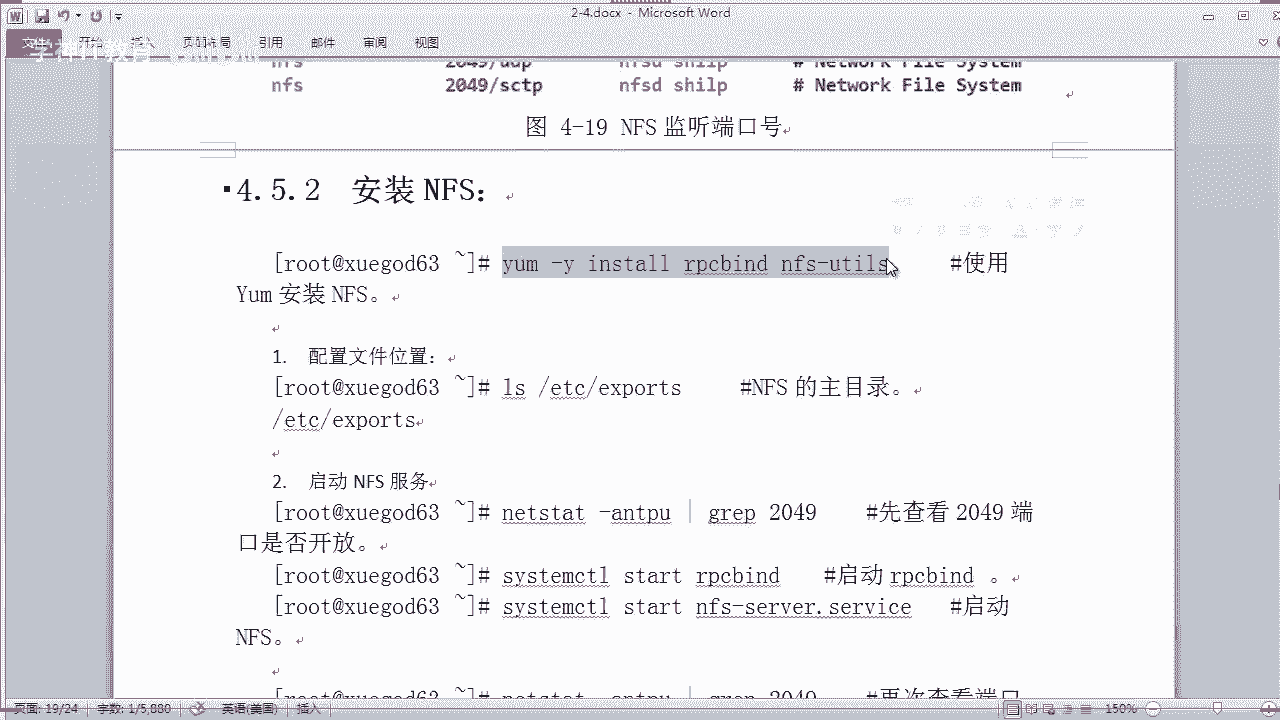 2-4.docx - Microsoft Word
文件 开始 插入 页面布局 引用 邮件 审阅 视图
nfs 2049/udp nfsd shilp # Network File System
nfs 2049/sctp nfsd shilp # Network File System
图 4-19 NFS 监听端口号
4.5.2 安装 NFS：
[root@xuegod63 ~]# yum -y install rpcbind nfs-utils #使用
Yum 安装 NFS。
1. 配置文件位置：
[root@xuegod63 ~]# ls /etc/exports #NFS 的主目录。
/etc/exports
2. 启动 NFS 服务
[root@xuegod63 ~]# netstat -antpu | grep 2049 #先查看 2049 端
口是否开放。
[root@xuegod63 ~]# systemctl start rpcbind #启动 rpcbind 。
[root@xuegod63 ~]# systemctl start nfs-server.service #启动
NFS。
[root@xuegod63 ~]# netstat -antpu | grep 2049 #再次查看端口
页面: 19/24 字数: 1/5,880 英语(美国) 插入 150%